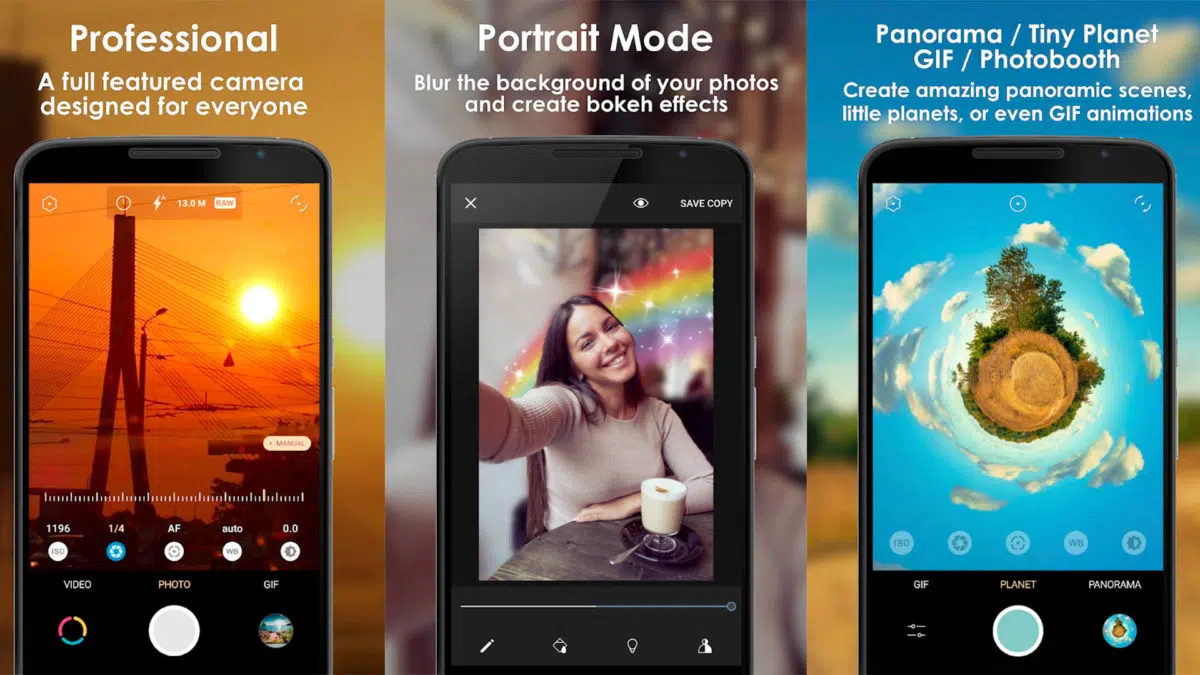 Professional
A full featured camera
designed for everyone
13.0 M RAW
+ MANUAL
1196 1/4 AF auto 0.0
ISO WB
VIDEO PHOTO GIF
Portrait Mode
Blur the background of your photos
and create bokeh effects
SAVE COPY
Panorama / Tiny Planet
GIF / Photobooth
Create amazing panoramic scenes,
little planets, or even GIF animations
ISO WB
GIF PLANET PANORAMA